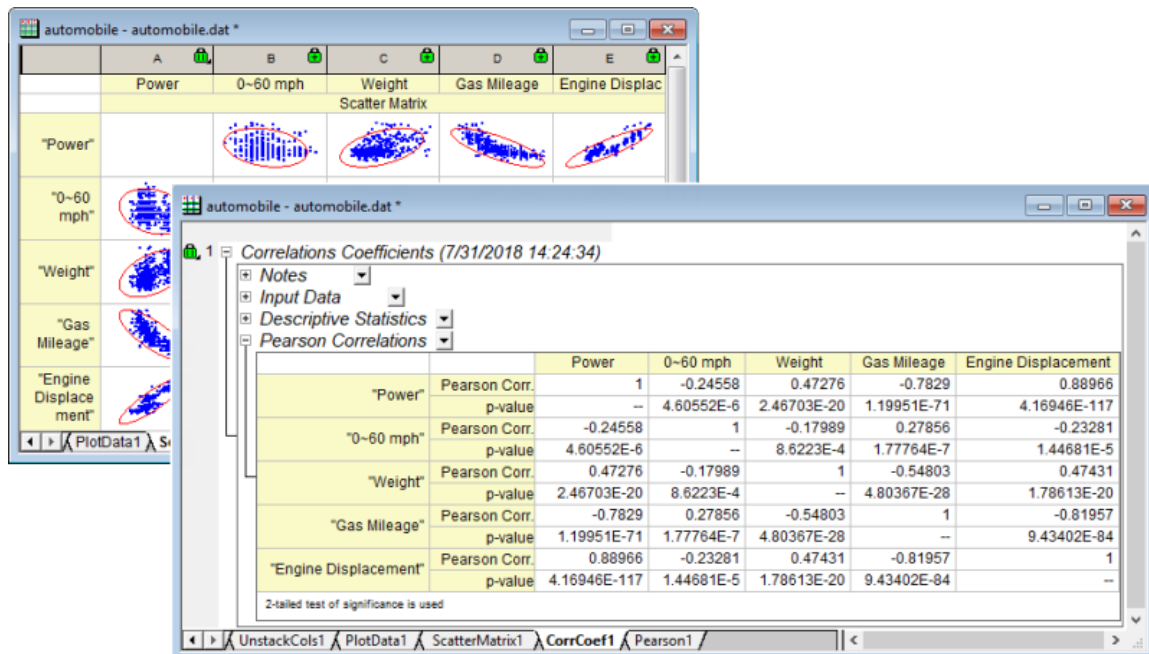 automobile - automobile.dat *
A B C D E
Power 0~60 mph Weight Gas Mileage Engine Displac
Scatter Matrix
"Power"
"0~60
mph"
"Weight"
"Gas
Mileage"
"Engine
Displace
ment"
PlotData1
automobile - automobile.dat *
1 Correlations Coefficients (7/31/2018 14:24:34)
Notes
Input Data
Descriptive Statistics
Pearson Correlations
Power 0~60 mph Weight Gas Mileage Engine Displacement
"Power" Pearson Corr. 1 -0.24558 0.47276 -0.7829 0.88966
p-value -- 4.60552E-6 2.46703E-20 1.19951E-71 4.16946E-117
"0~60 mph" Pearson Corr. -0.24558 1 -0.17989 0.27856 -0.23281
p-value 4.60552E-6 -- 8.6223E-4 1.77764E-7 1.44681E-5
"Weight" Pearson Corr. 0.47276 -0.17989 1 -0.54803 0.47431
p-value 2.46703E-20 8.6223E-4 -- 4.80367E-28 1.78613E-20
"Gas Mileage" Pearson Corr. -0.7829 0.27856 -0.54803 1 -0.81957
p-value 1.19951E-71 1.77764E-7 4.80367E-28 -- 9.43402E-84
"Engine Displacement" Pearson Corr. 0.88966 -0.23281 0.47431 -0.81957 1
p-value 4.16946E-117 1.44681E-5 1.78613E-20 9.43402E-84 --
2-tailed test of significance is used
UnstackCols1 PlotData1 ScatterMatrix1 CorrCoef1 Pearson1